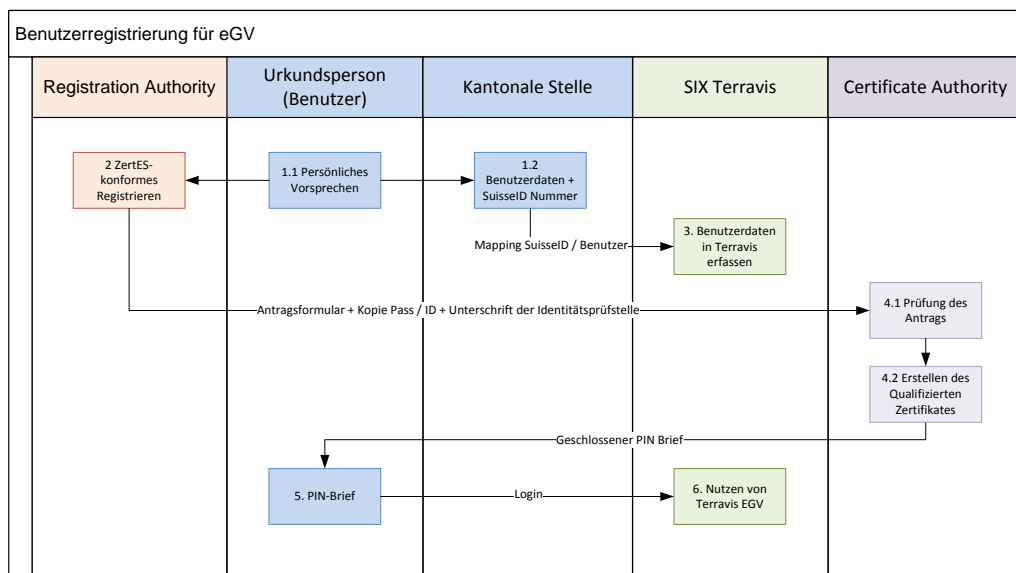 Benutzerregistrierung für eGV
Registration Authority
Urkundsperson
(Benutzer)
Kantonale Stelle
SIX Terravis
Certificate Authority
2 ZertES-
konformes
Registrieren
1.1 Persönliches
Vorsprechen
1.2
Benutzerdaten +
SuisseID Nummer
Mapping SuisseID / Benutzer
3. Benutzerdaten
in Terravis
erfassen
Antragsformular + Kopie Pass / ID + Unterschrift der Identitätsprüfstelle
4.1 Prüfung des
Antrags
4.2 Erstellen des
Qualifizierten
Zertifikates
Geschlossener PIN Brief
5. PIN-Brief
Login
6. Nutzen von
Terravis EGV